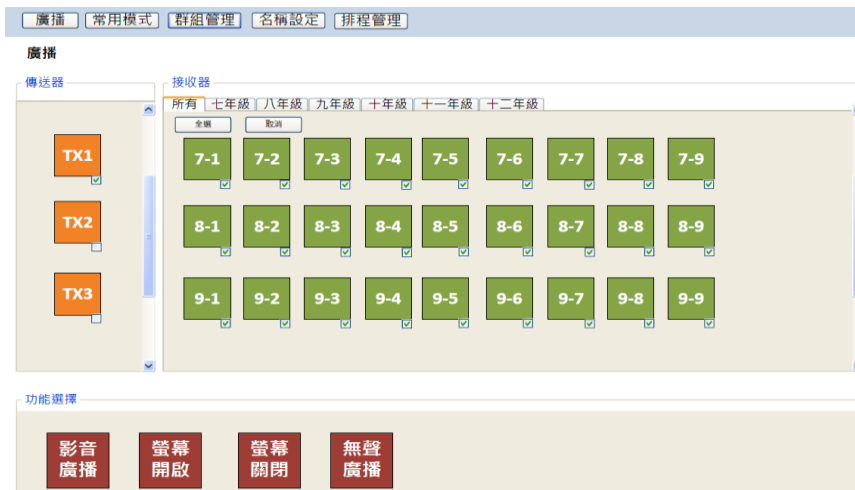 廣播 常用模式 群組管理 名稱設定 排程管理
廣播
傳送器
接收器
所有 七年級 八年級 九年級 十年級 十一年級 十二年級
全選 取消
TX1 7-1 7-2 7-3 7-4 7-5 7-6 7-7 7-8 7-9
TX2 8-1 8-2 8-3 8-4 8-5 8-6 8-7 8-8 8-9
TX3 9-1 9-2 9-3 9-4 9-5 9-6 9-7 9-8 9-9
功能選擇
影音 螢幕 螢幕 無聲
廣播 開啟 關閉 廣播